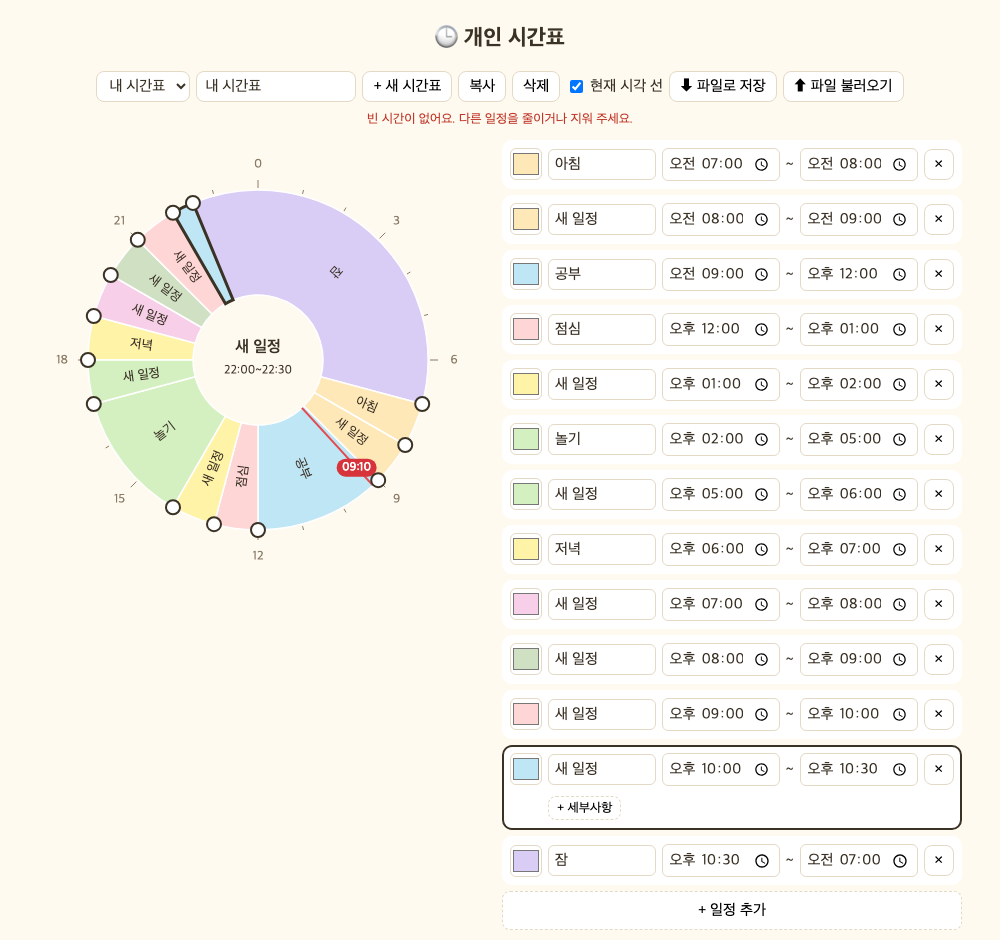 개인 시간표
내 시간표 내 시간표 + 새 시간표 복사 삭제 현재 시각 선 ⬇ 파일로 저장 ⬆ 파일 불러오기
빈 시간이 없어요. 다른 일정을 줄이거나 지워 주세요.
0
3
6
9
12
15
18
21
잠
아침
새 일정
공부
점심
새 일정
놀기
새 일정
저녁
새 일정
새 일정
새 일정
새 일정
22:00~22:30
09:10
아침 오전 07:00 ~ 오전 08:00 ×
새 일정 오전 08:00 ~ 오전 09:00 ×
공부 오전 09:00 ~ 오후 12:00 ×
점심 오후 12:00 ~ 오후 01:00 ×
새 일정 오후 01:00 ~ 오후 02:00 ×
놀기 오후 02:00 ~ 오후 05:00 ×
새 일정 오후 05:00 ~ 오후 06:00 ×
저녁 오후 06:00 ~ 오후 07:00 ×
새 일정 오후 07:00 ~ 오후 08:00 ×
새 일정 오후 08:00 ~ 오후 09:00 ×
새 일정 오후 09:00 ~ 오후 10:00 ×
새 일정 오후 10:00 ~ 오후 10:30 ×
+ 세부사항
잠 오후 10:30 ~ 오전 07:00 ×
+ 일정 추가